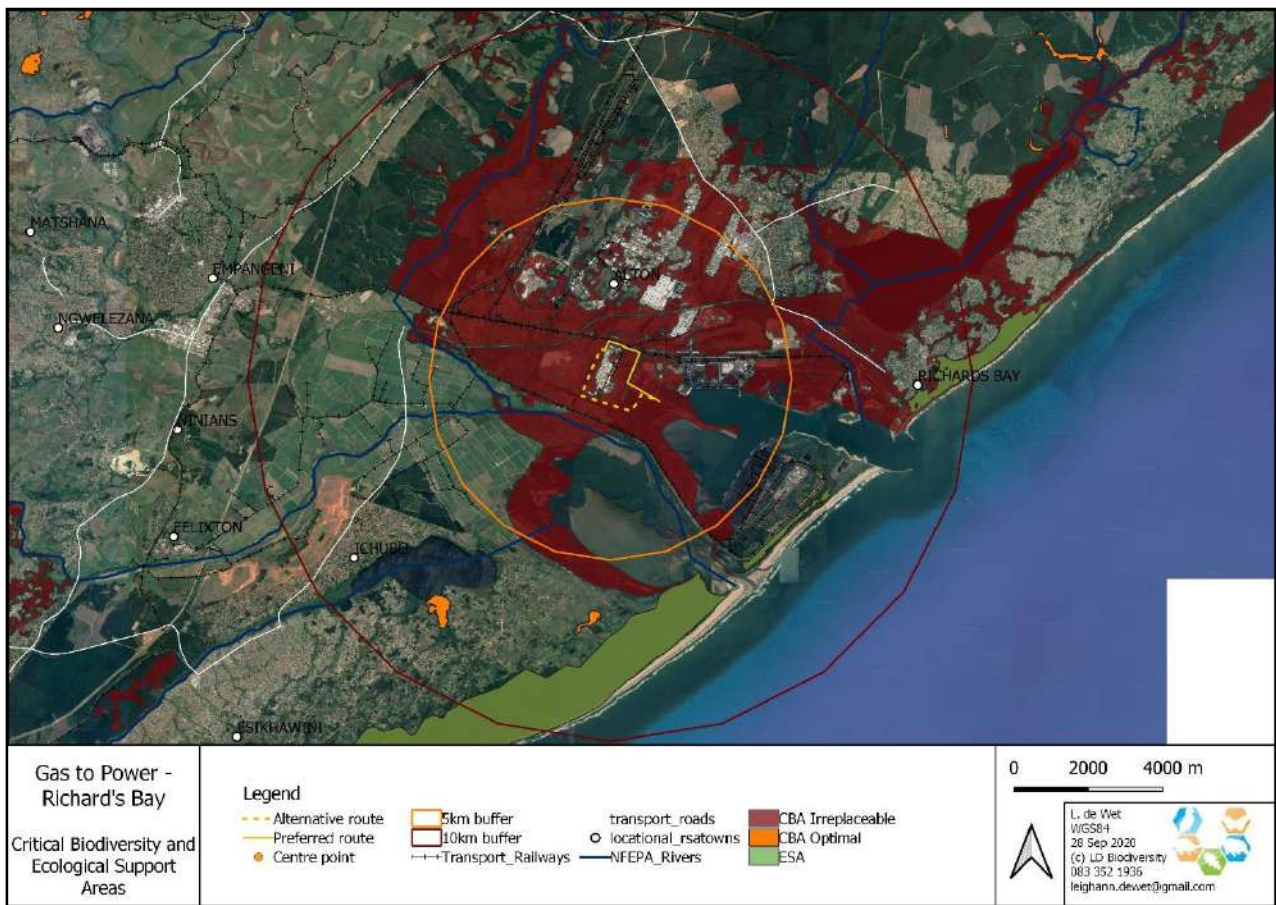 MATSHANA
EMPANGENI
ALTON
NGWELEZANA
RICHARDS BAY
NINIANS
FELIXTON
ICHUBO
ESIKHAWINI
Gas to Power -
Richard's Bay
Critical Biodiversity and
Ecological Support
Areas
Legend
Alternative route
Preferred route
Centre point
5km buffer
10km buffer
Transport_Railways
transport_roads
locational_rsatowns
NFEPA_Rivers
CBA Irreplaceable
CBA Optimal
ESA
0 2000 4000 m
L. de Wet
WGS84
28 Sep 2020
(c) LD Biodiversity
083 352 1936
leighann.dewet@gmail.com